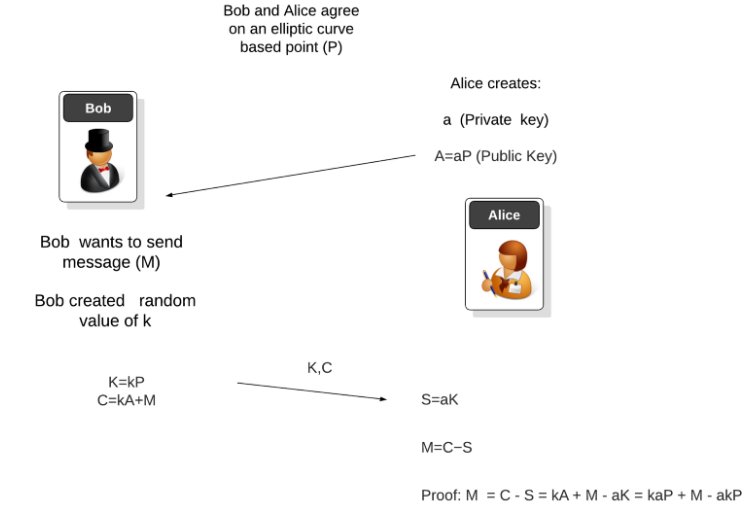 Bob and Alice agree
on an elliptic curve
based point (P)
Alice creates:
a (Private key)
A=aP (Public Key)
Bob
Alice
Bob wants to send
message (M)
Bob created random
value of k
K=kP
C=kA+M
K,C
S=aK
M=C−S
Proof: M = C - S = kA + M - aK = kaP + M - akP